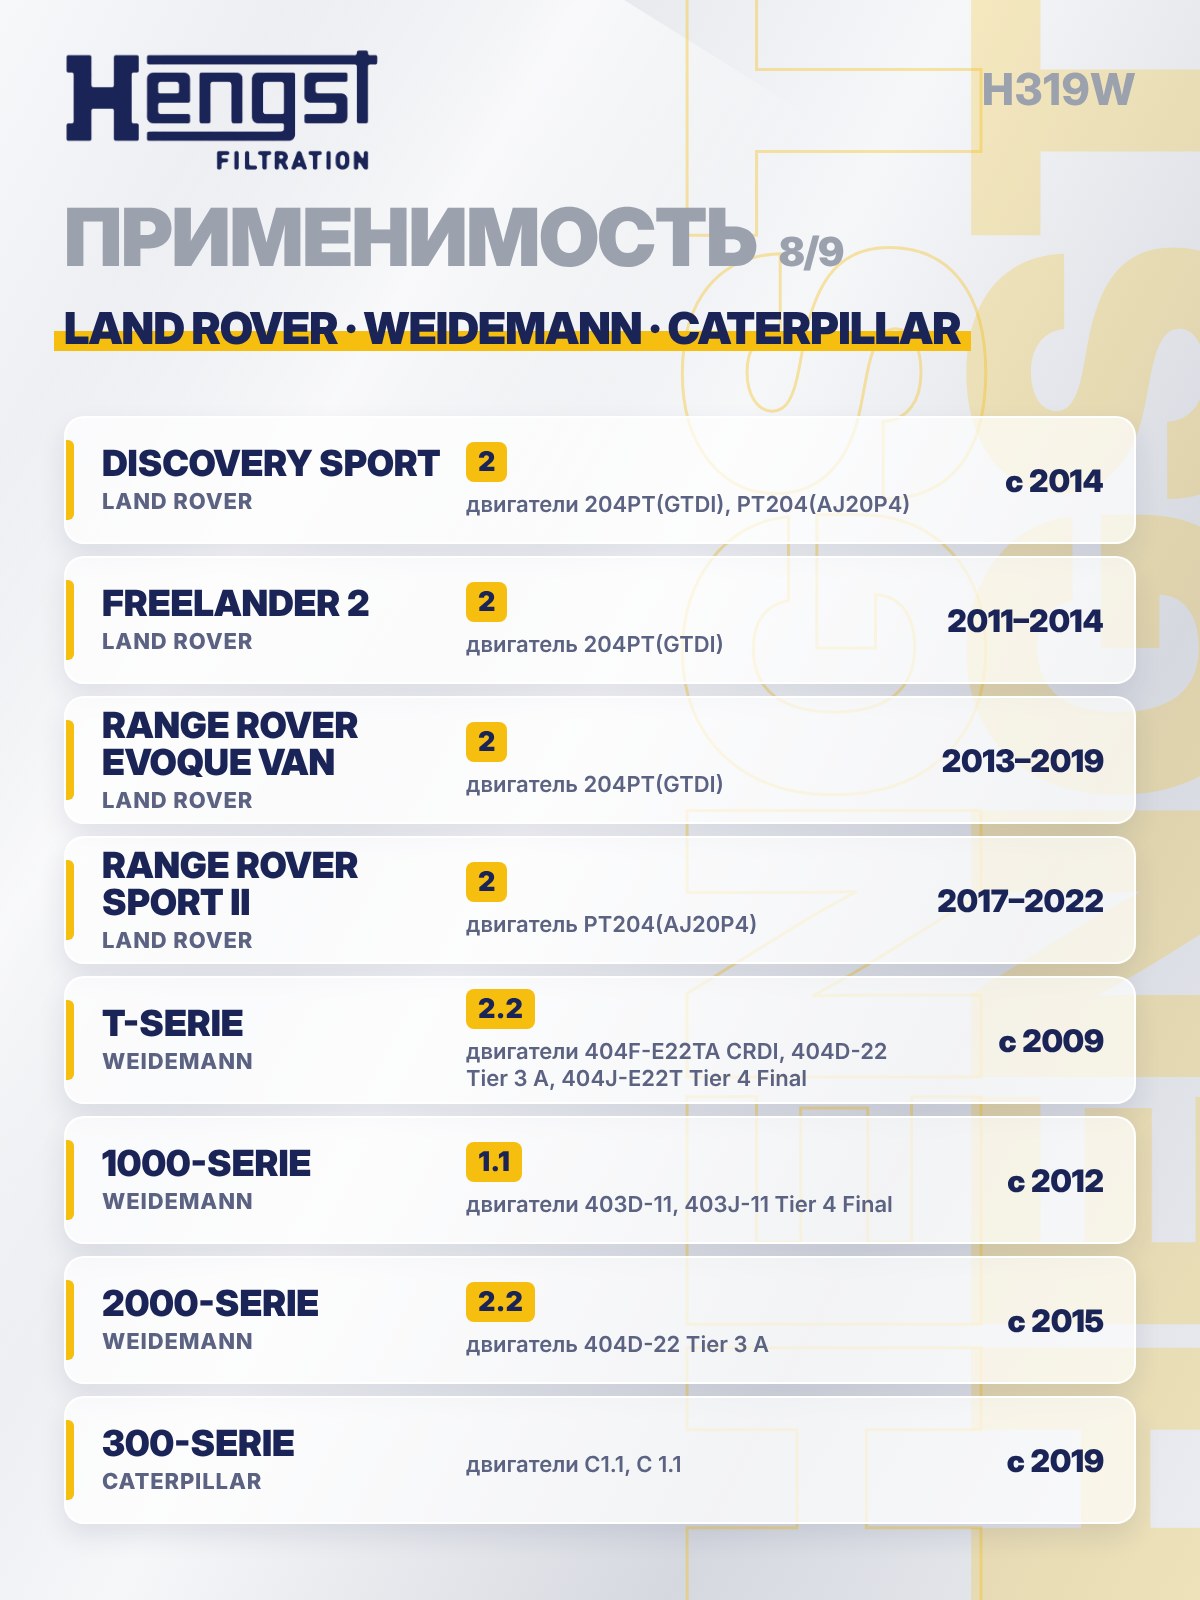 Hengst
FILTRATION
H319W
ПРИМЕНИМОСТЬ 8/9
LAND ROVER · WEIDEMANN · CATERPILLAR
DISCOVERY SPORT
LAND ROVER
2
двигатели 204PT(GTDI), PT204(AJ20P4)
с 2014
FREELANDER 2
LAND ROVER
2
двигатель 204PT(GTDI)
2011–2014
RANGE ROVER
EVOQUE VAN
LAND ROVER
2
двигатель 204PT(GTDI)
2013–2019
RANGE ROVER
SPORT II
LAND ROVER
2
двигатель PT204(AJ20P4)
2017–2022
T-SERIE
WEIDEMANN
2.2
двигатели 404F-E22TA CRDI, 404D-22
Tier 3 A, 404J-E22T Tier 4 Final
с 2009
1000-SERIE
WEIDEMANN
1.1
двигатели 403D-11, 403J-11 Tier 4 Final
с 2012
2000-SERIE
WEIDEMANN
2.2
двигатель 404D-22 Tier 3 A
с 2015
300-SERIE
CATERPILLAR
двигатели C1.1, C 1.1
с 2019
HENGST
HENGST